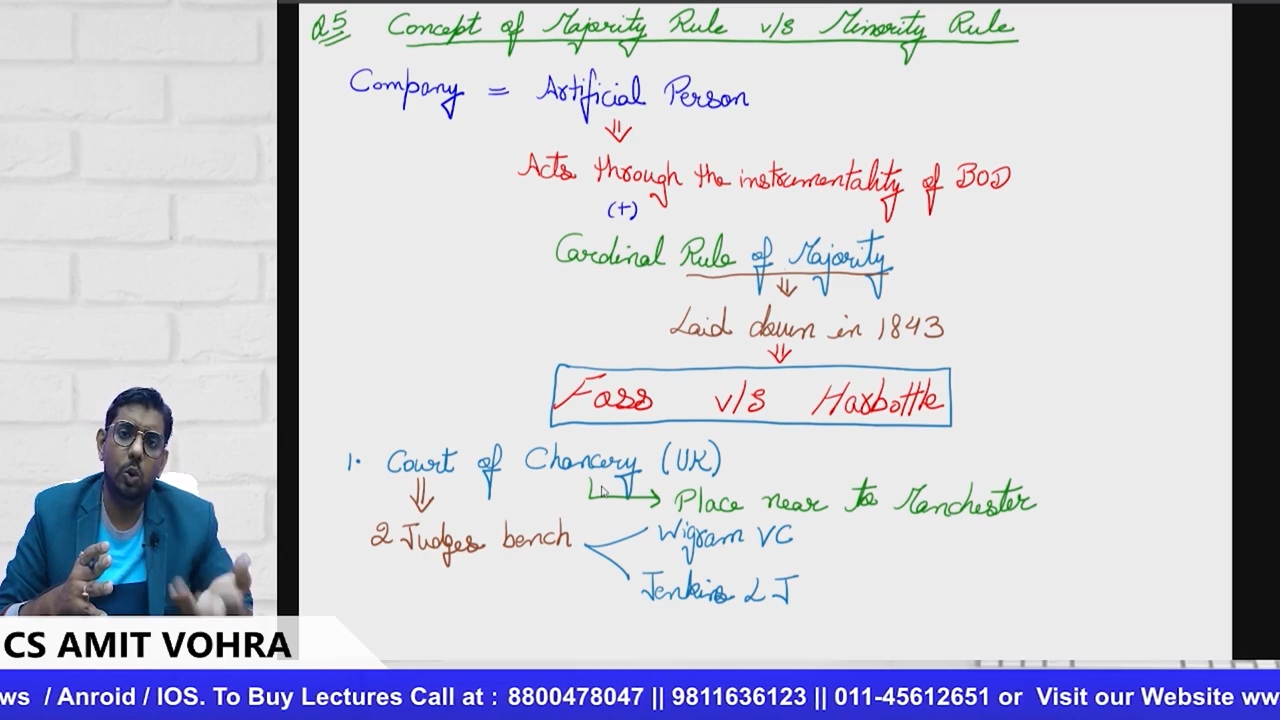 Q5 Concept of Majority Rule v/s Minority Rule
Company = Artificial Person
⇓
Acts through the instrumentality of BOD
(+)
Cardinal Rule of Majority
⇓
Laid down in 1843
⇓
Foss v/s Harbottle
1. Court of Chancery (UK)
→ Place near to Manchester
⇓
2 Judges bench
Wigram VC
Jenkins LJ
CS AMIT VOHRA
ws / Anroid / IOS. To Buy Lectures Call at : 8800478047 || 9811636123 || 011-45612651 or Visit our Website ww